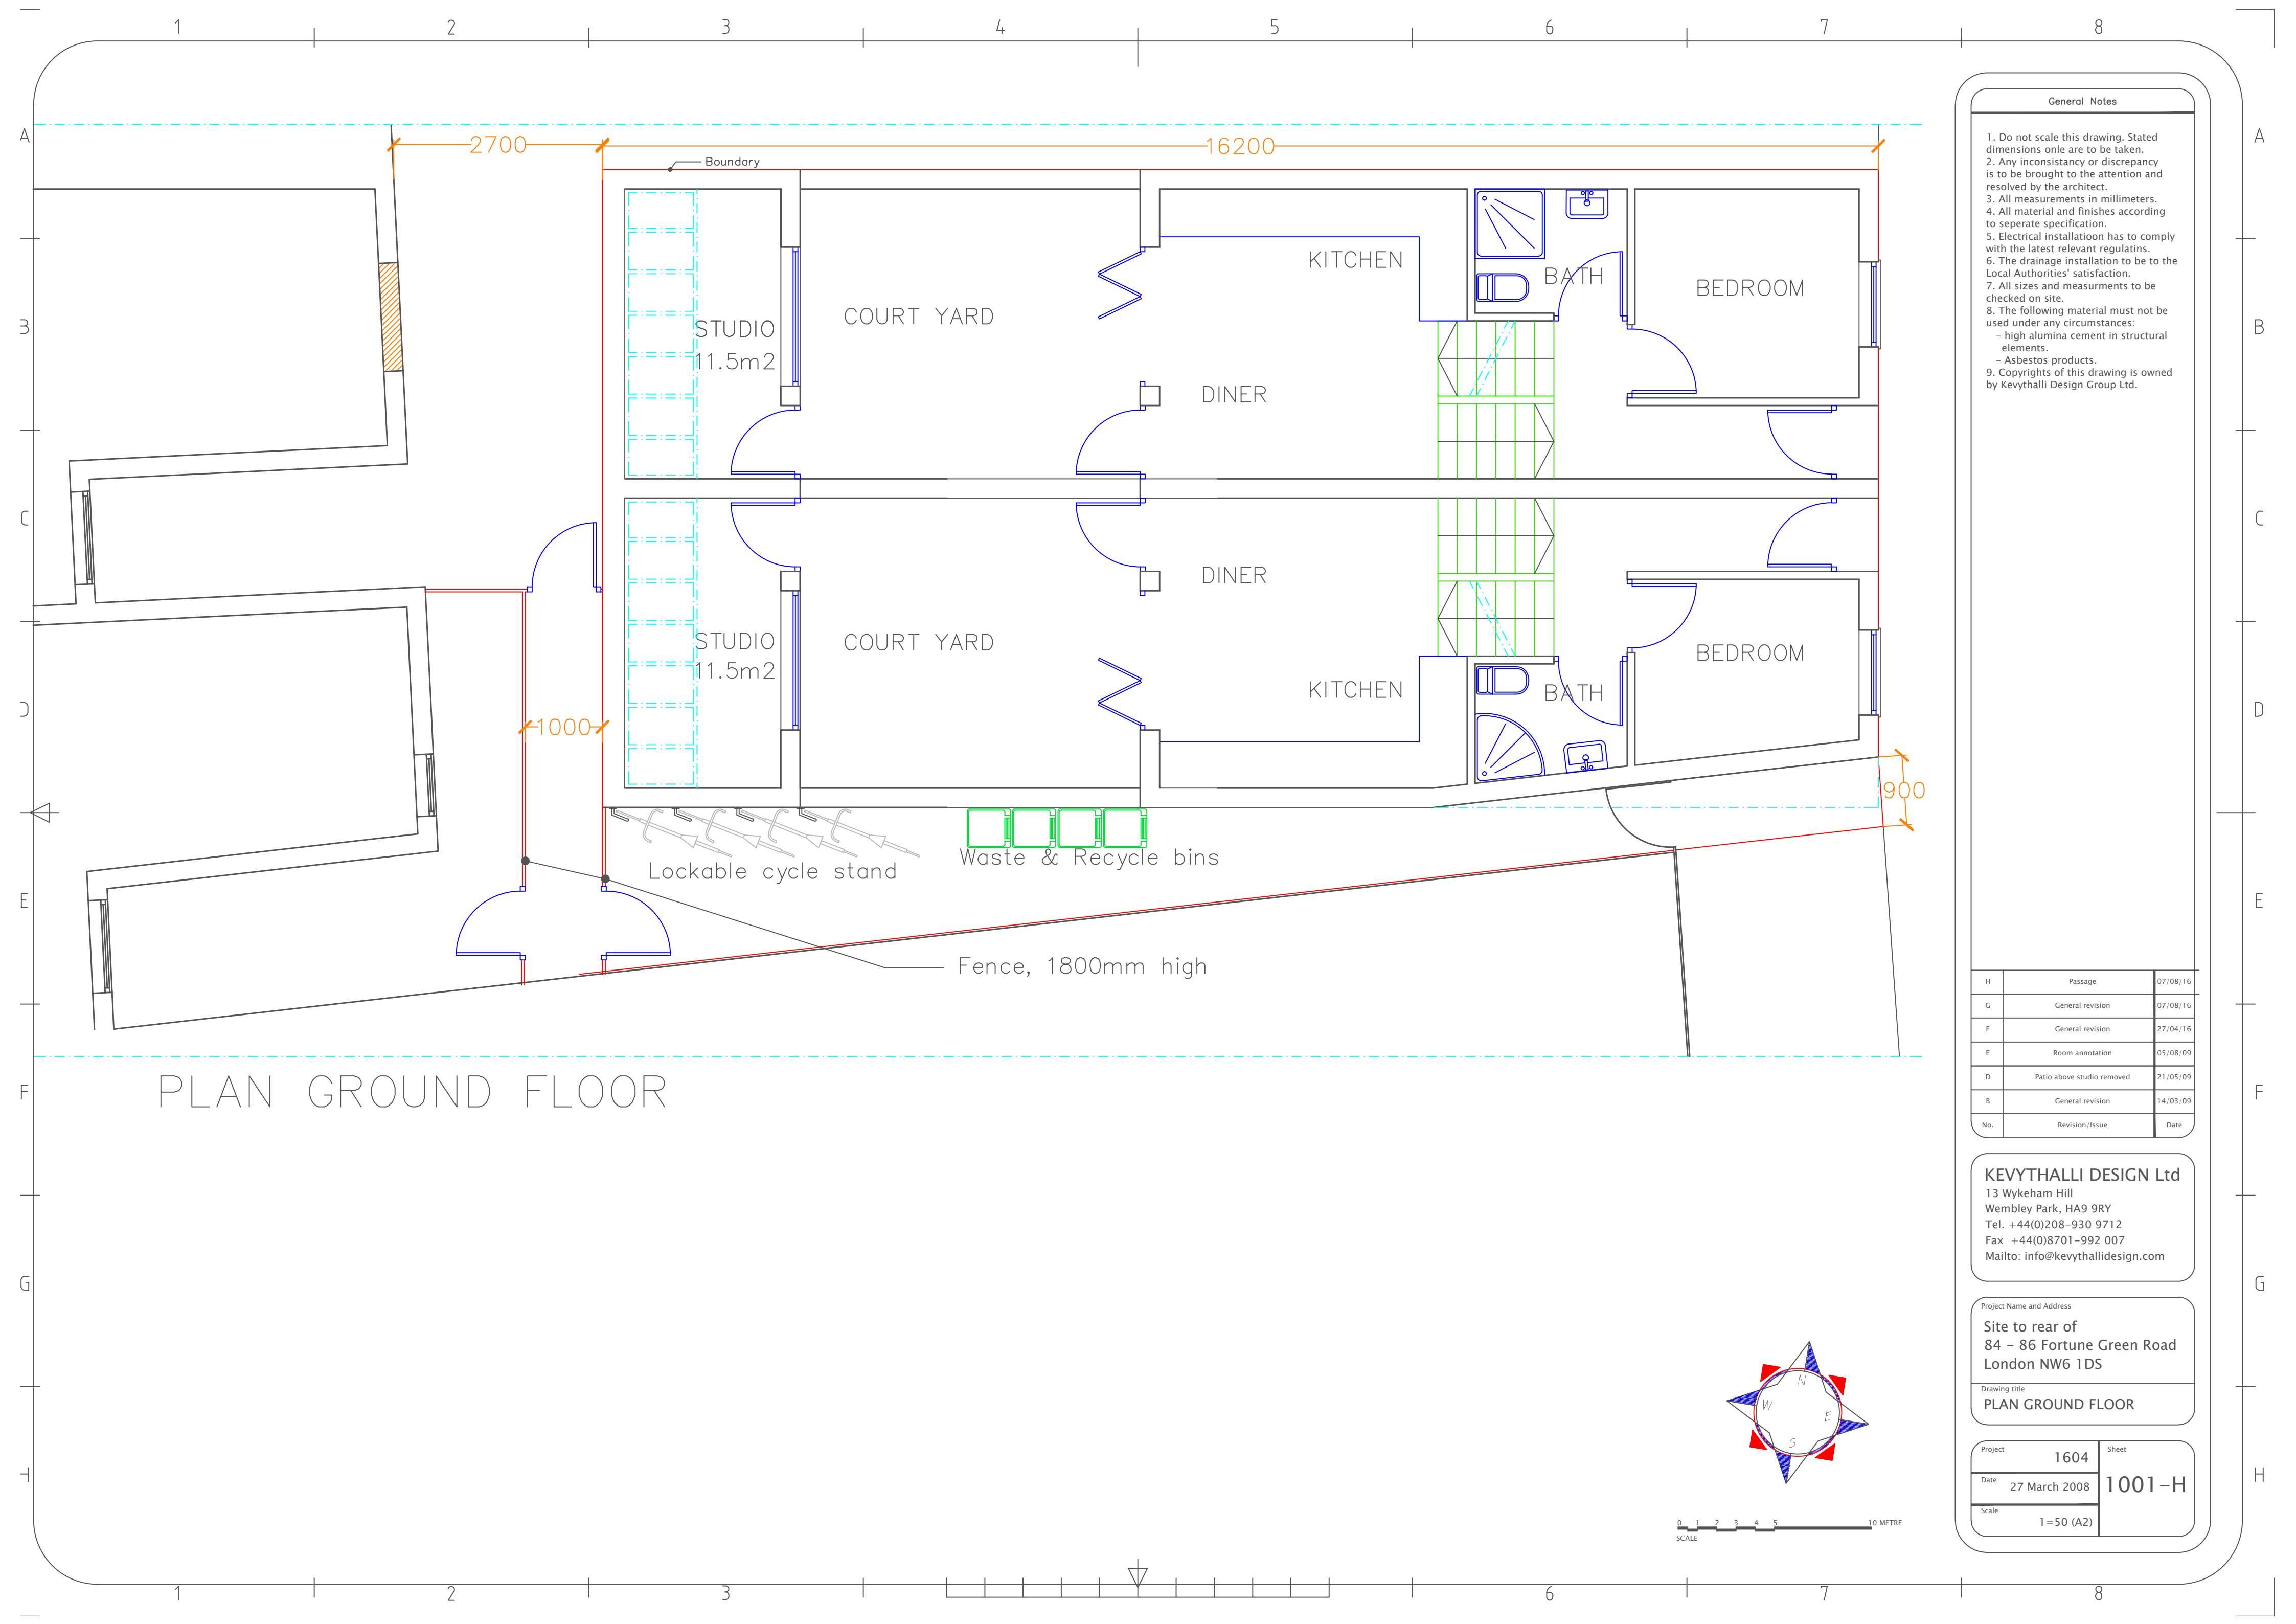 1 2 3 4 5 6 7 8
A A
2700
16200
Boundary
KITCHEN
BATH
BEDROOM
STUDIO
11.5m2
COURT YARD
B B
DINER
C C
DINER
STUDIO
11.5m2
COURT YARD
BEDROOM
KITCHEN
BATH
D D
1000
900
Lockable cycle stand
Waste & Recycle bins
E E
Fence, 1800mm high
PLAN GROUND FLOOR
F F
G G
H H
N
W
E
S
0 1 2 3 4 5 10 METRE
SCALE
1 2 3 6 7 8
General Notes
1. Do not scale this drawing. Stated
dimensions onle are to be taken.
2. Any inconsistancy or discrepancy
is to be brought to the attention and
resolved by the architect.
3. All measurements in millimeters.
4. All material and finishes according
to seperate specification.
5. Electrical installatioon has to comply
with the latest relevant regulatins.
6. The drainage installation to be to the
Local Authorities' satisfaction.
7. All sizes and measurments to be
checked on site.
8. The following material must not be
used under any circumstances:
- high alumina cement in structural
elements.
- Asbestos products.
9. Copyrights of this drawing is owned
by Kevythalli Design Group Ltd.
H Passage 07/08/16
G General revision 07/08/16
F General revision 27/04/16
E Room annotation 05/08/09
D Patio above studio removed 21/05/09
B General revision 14/03/09
No. Revision/Issue Date
KEVYTHALLI DESIGN Ltd
13 Wykeham Hill
Wembley Park, HA9 9RY
Tel. +44(0)208-930 9712
Fax +44(0)8701-992 007
Mailto: info@kevythallidesign.com
Project Name and Address
Site to rear of
84 - 86 Fortune Green Road
London NW6 1DS
Drawing title
PLAN GROUND FLOOR
Project
1604
Sheet
1001-H
Date
27 March 2008
Scale
1=50 (A2)